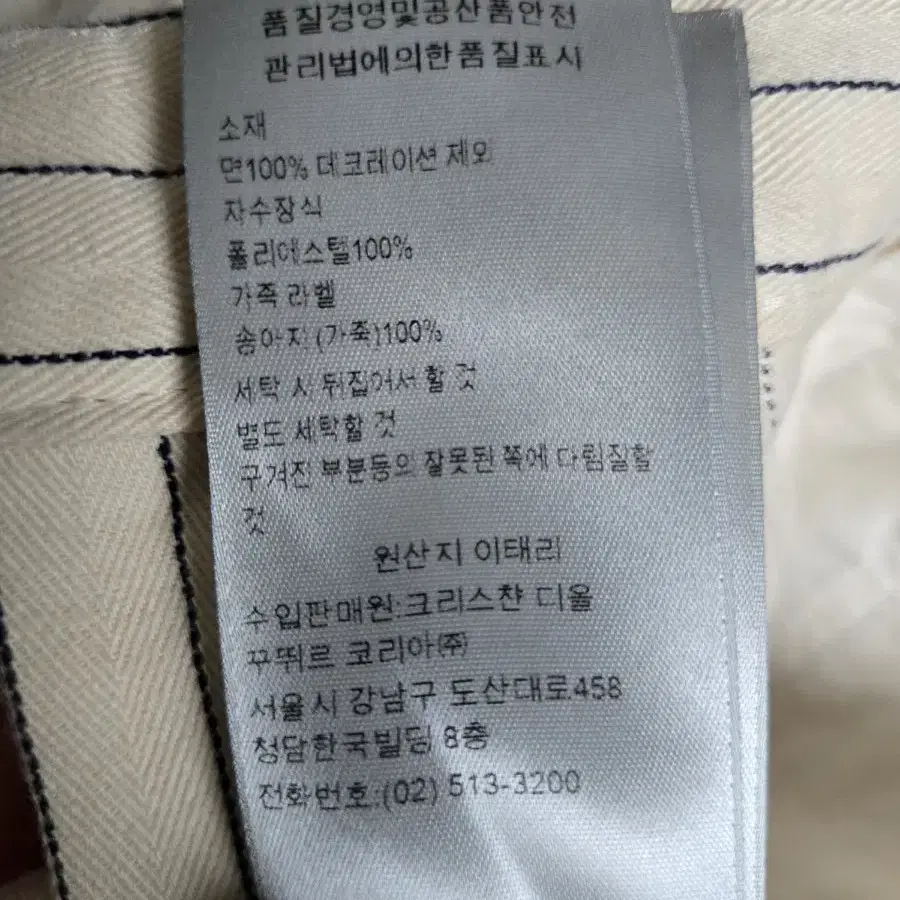 품질경영및공산품안전
관리법에의한품질표시
소재
면100% 데코레이션 제외
자수장식
폴리에스텔100%
가죽 라벨
송아지 (가죽)100%
세탁 시 뒤집어서 할 것
별도 세탁할 것
구겨진 부분등의 잘못된 쪽에 다림질할
것
원산지 이태리
수입판매원:크리스챤 디올
꾸뛰르 코리아㈜
서울시 강남구 도산대로458
청담한국빌딩 8층
전화번호:(02) 513-3200